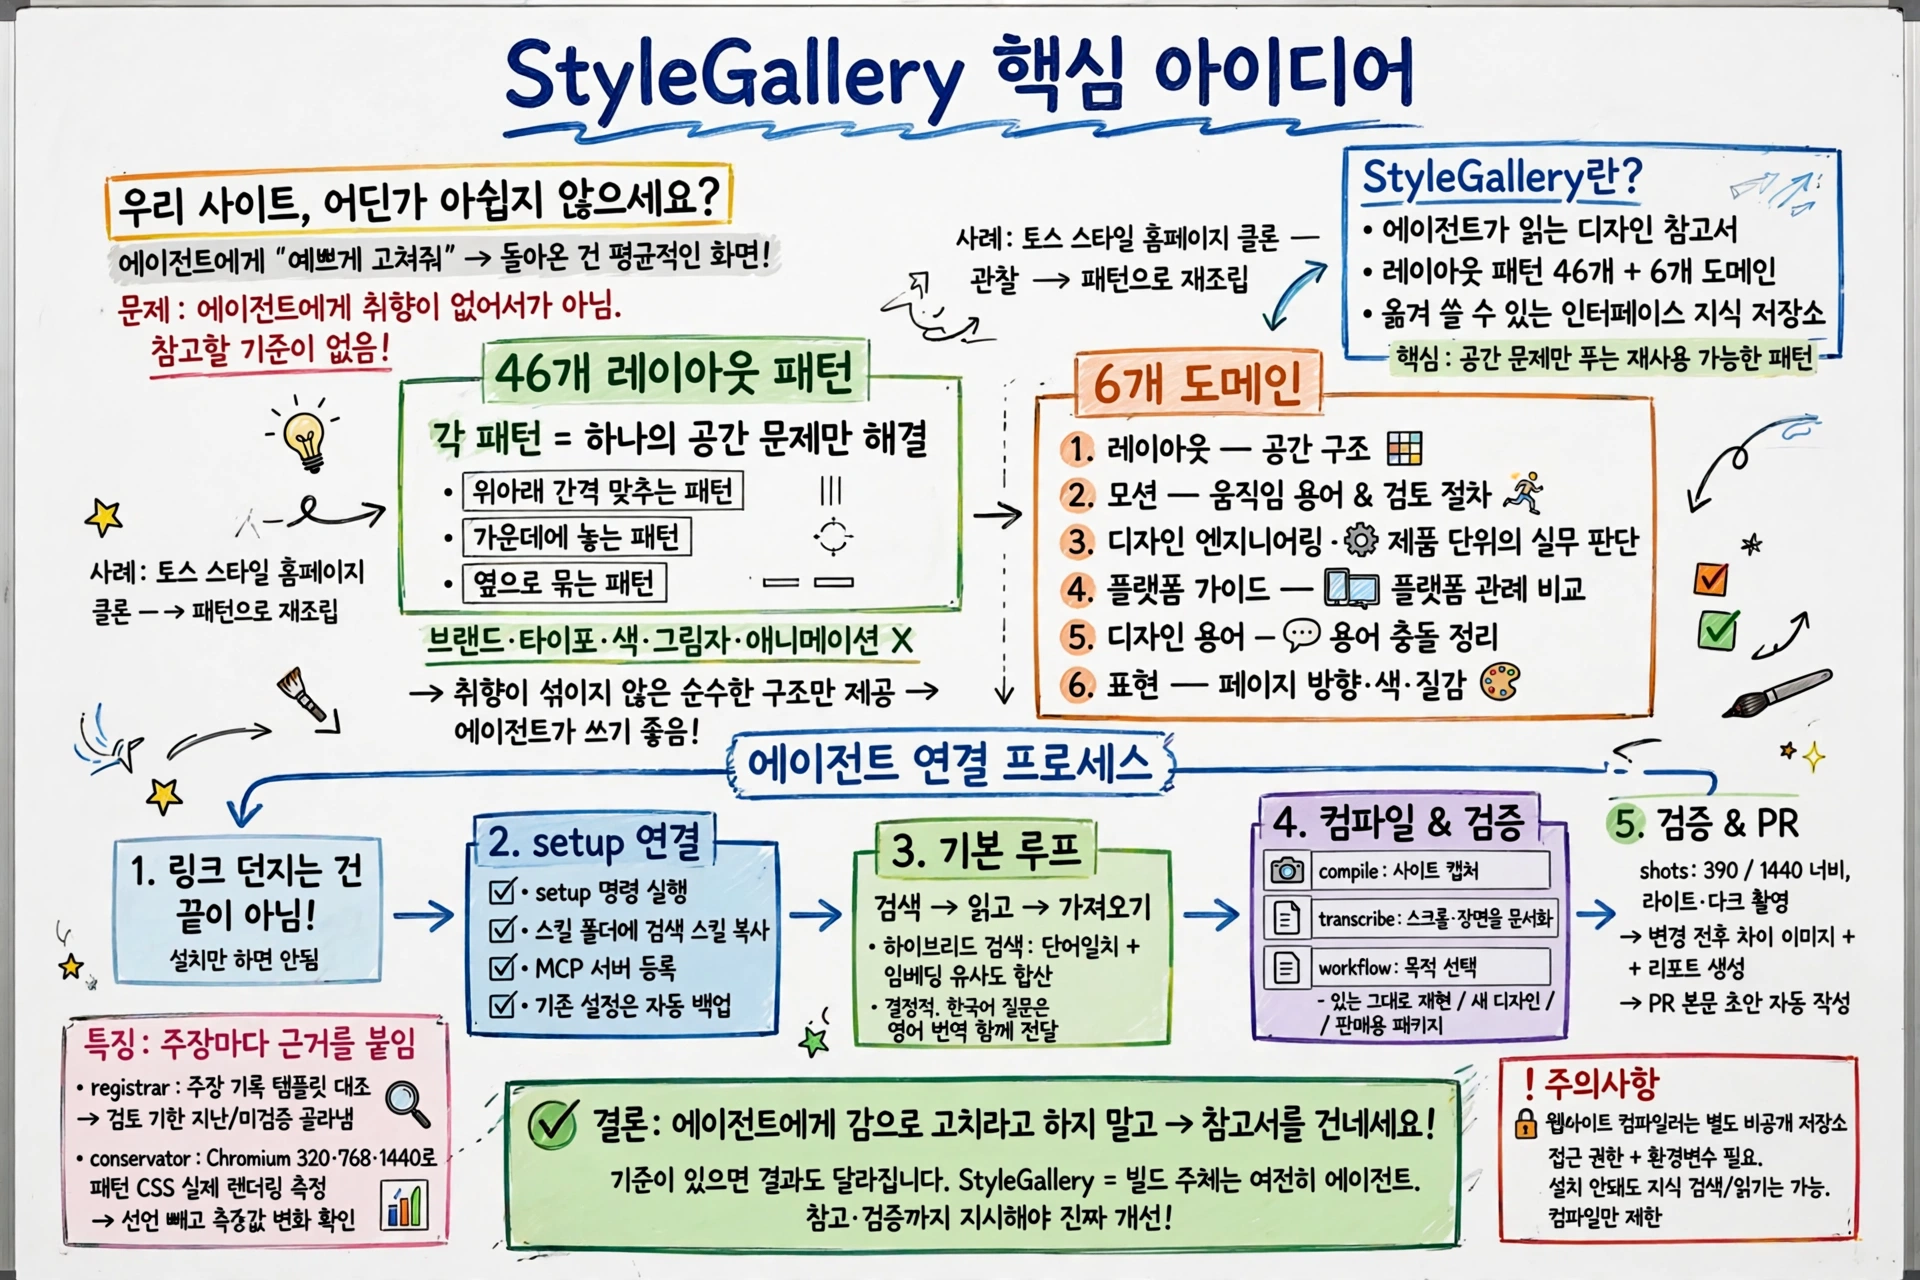 StyleGallery 핵심 아이디어
우리 사이트, 어딘가 아쉽지 않으세요?
에이전트에게 “예쁘게 고쳐줘” → 돌아온 건 평균적인 화면!
문제 : 에이전트에게 취향이 없어서가 아님.
참고할 기준이 없음!
사례 : 토스 스타일 홈페이지 클론 —
관찰 → 패턴으로 재조립
StyleGallery란?
• 에이전트가 읽는 디자인 참고서
• 레이아웃 패턴 46개 + 6개 도메인
• 옮겨 쓸 수 있는 인터페이스 지식 저장소
핵심 : 공간 문제만 푸는 재사용 가능한 패턴
사례 : 토스 스타일 홈페이지
클론 — → 패턴으로 재조립
46개 레이아웃 패턴
각 패턴 = 하나의 공간 문제만 해결
• 위아래 간격 맞추는 패턴
• 가운데에 놓는 패턴
• 옆으로 묶는 패턴
브랜드·타이포·색·그림자·애니메이션 X
→ 취향이 섞이지 않은 순수한 구조만 제공 →
에이전트가 쓰기 좋음!
6개 도메인
1. 레이아웃 — 공간 구조
2. 모션 — 움직임 용어 & 검토 절차
3. 디자인 엔지니어링 · 제품 단위의 실무 판단
4. 플랫폼 가이드 — 플랫폼 관례 비교
5. 디자인 용어 — 용어 충돌 정리
6. 표현 — 페이지 방향·색·질감
에이전트 연결 프로세스
1. 링크 던지는 건
끝이 아님!
설치만 하면 안됨
2. setup 연결
• setup 명령 실행
• 스킬 폴더에 검색 스킬 복사
• MCP 서버 등록
• 기존 설정은 자동 백업
3. 기본 루프
검색 → 읽고 → 가져오기
• 하이브리드 검색 : 단어일치 +
임베딩 유사도 합산
• 결정적. 한국어 질문은
영어 번역 함께 전달
4. 컴파일 & 검증
compile : 사이트 캡처
transcribe : 스크롤·장면을 문서화
workflow : 목적 선택
- 있는 그대로 재현 / 새 디자인 /
/ 판매용 패키지
5. 검증 & PR
shots : 390 / 1440 너비,
라이트·다크 촬영
→ 변경 전후 차이 이미지 +
+ 리포트 생성
→ PR 본문 초안 자동 작성
특징 : 주장마다 근거를 붙임
• registrar : 주장 기록 템플릿 대조
→ 검토 기한 지난/미검증 골라냄
• conservator : Chromium 320·768·1440로
패턴 CSS 실제 렌더링 측정
→ 선언 빼고 측정값 변화 확인
결론 : 에이전트에게 감으로 고치라고 하지 말고 → 참고서를 건네세요!
기준이 있으면 결과도 달라집니다. StyleGallery = 빌드 주체는 여전히 에이전트.
참고·검증까지 지시해야 진짜 개선!
! 주의사항
컴파일러는 별도 비공개 저장소
접근 권한 + 환경변수 필요.
설치 안돼도 지식 검색/읽기는 가능.
컴파일만 제한